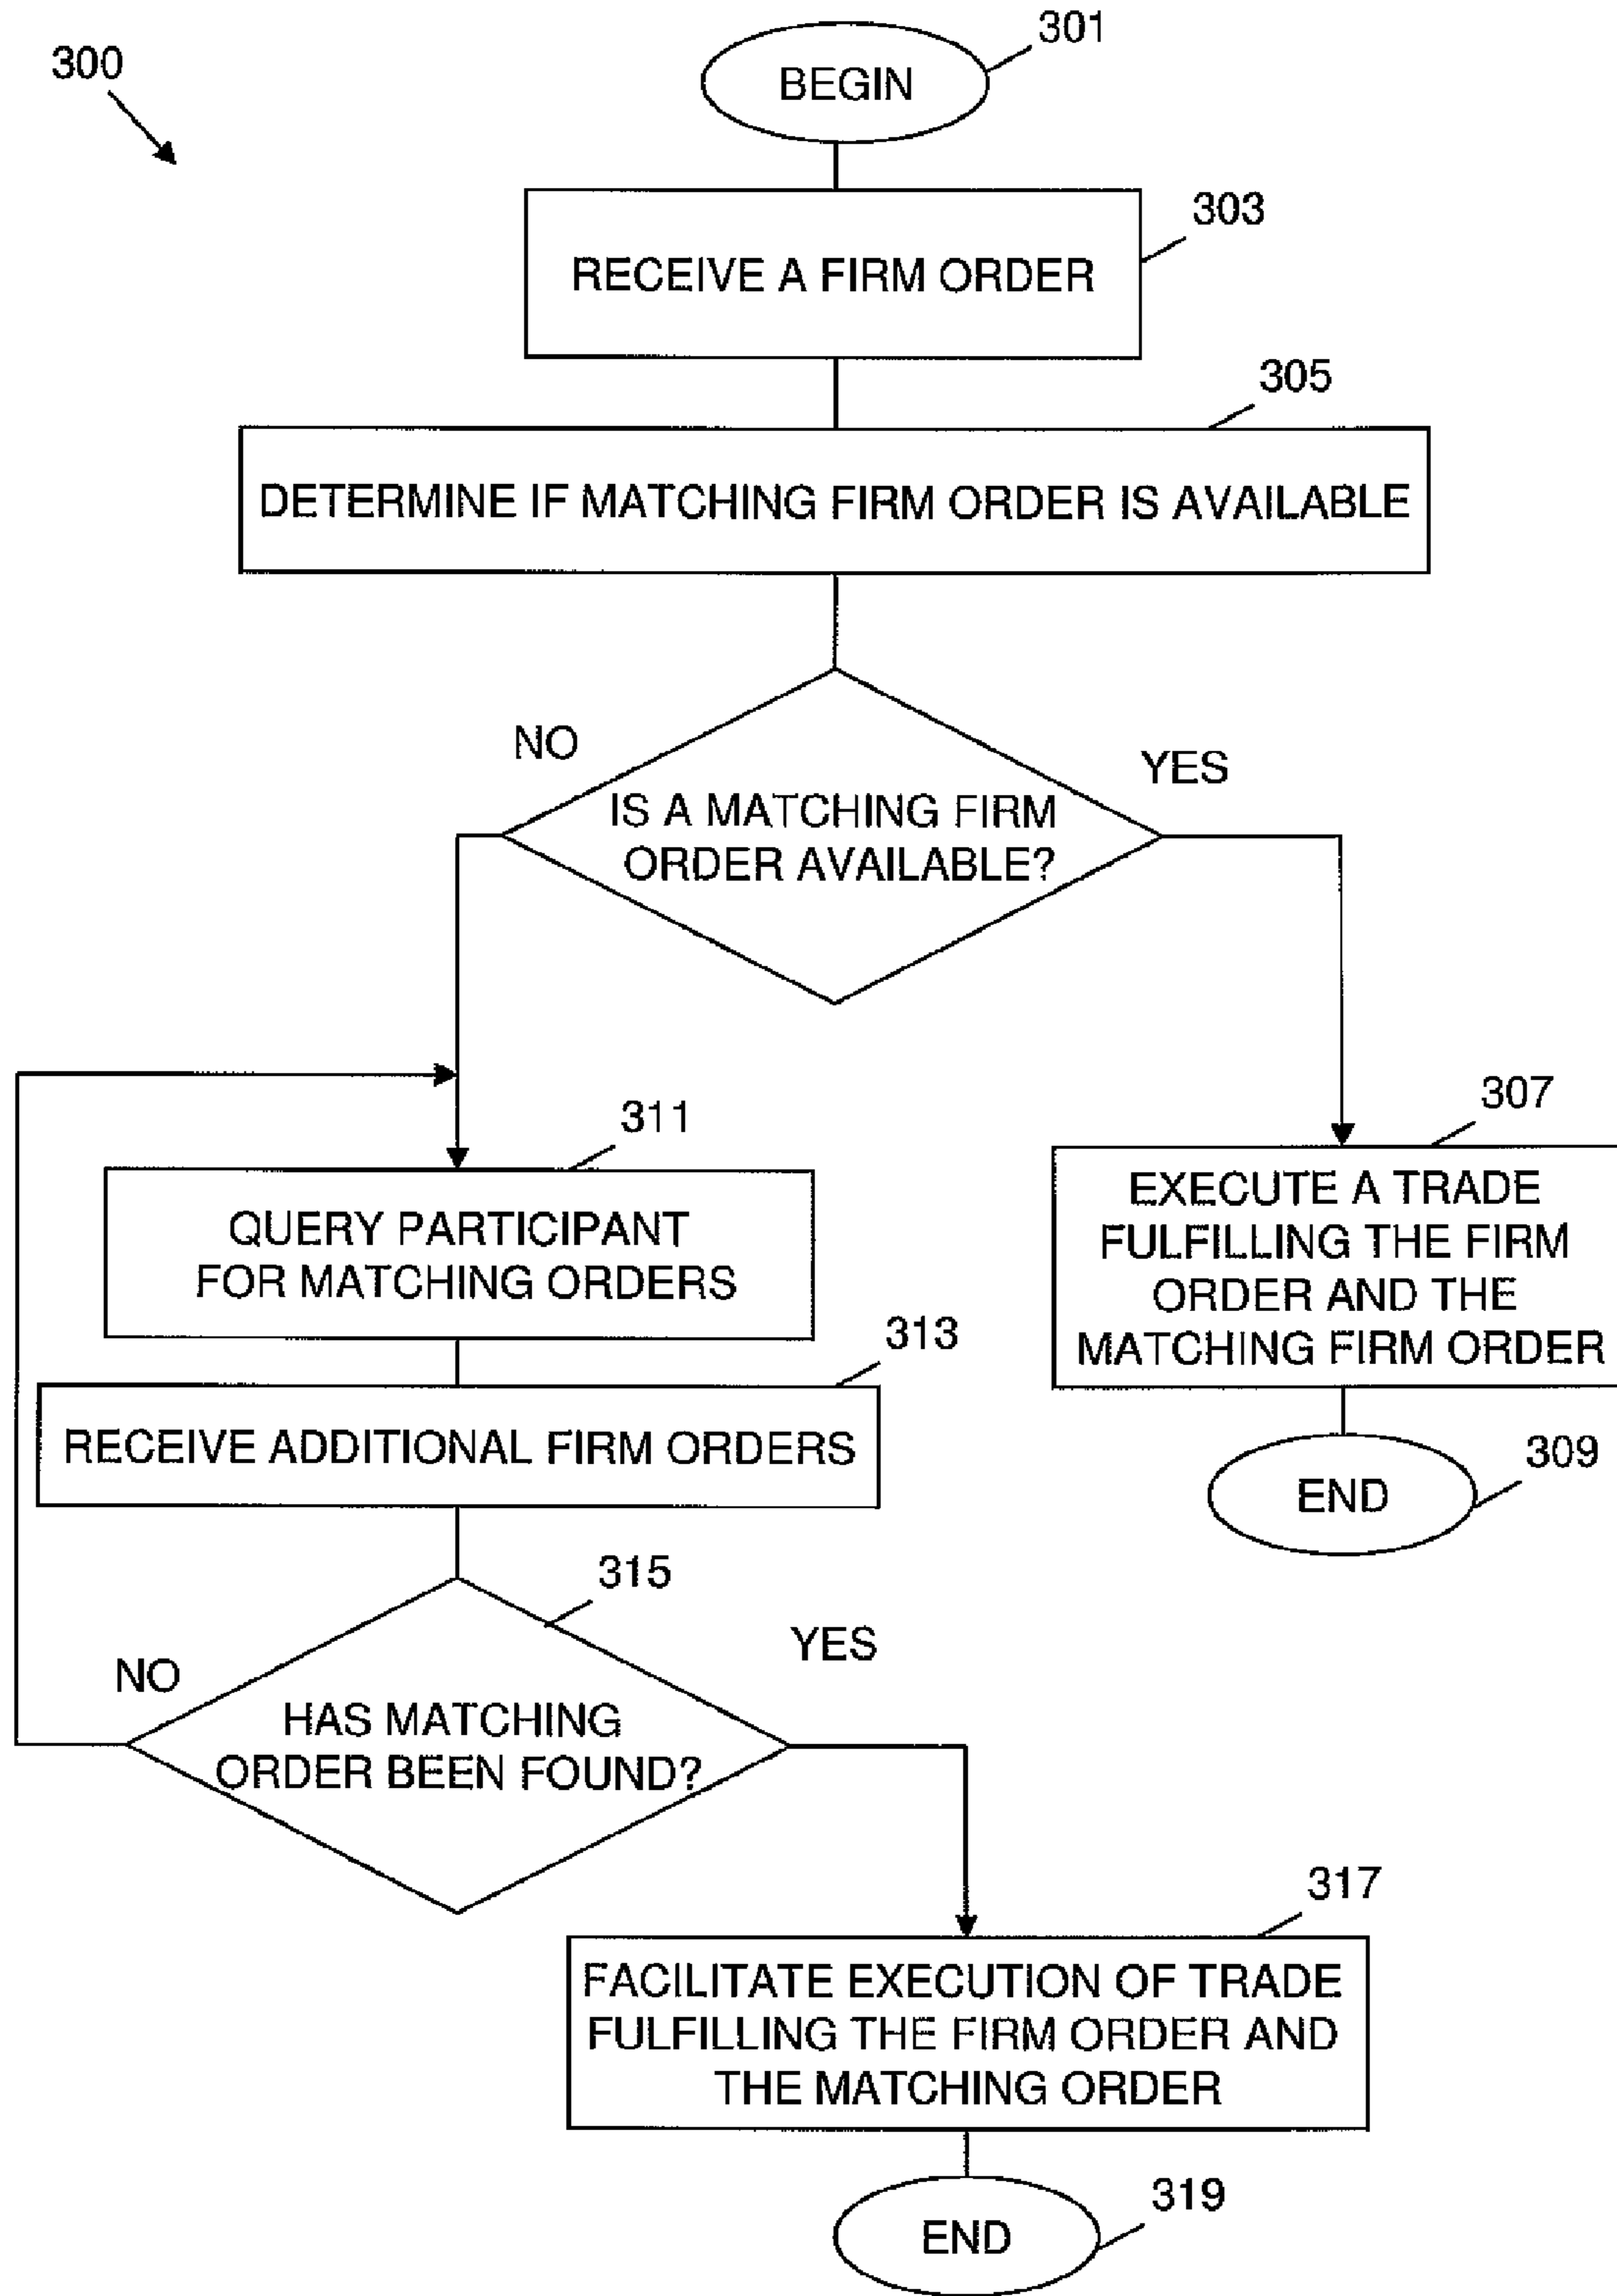 300
301
BEGIN
303
RECEIVE A FIRM ORDER
305
DETERMINE IF MATCHING FIRM ORDER IS AVAILABLE
NO
YES
IS A MATCHING FIRM
ORDER AVAILABLE?
311
QUERY PARTICIPANT
FOR MATCHING ORDERS
307
EXECUTE A TRADE
FULFILLING THE FIRM
ORDER AND THE
MATCHING FIRM ORDER
313
RECEIVE ADDITIONAL FIRM ORDERS
309
END
315
NO
YES
HAS MATCHING
ORDER BEEN FOUND?
317
FACILITATE EXECUTION OF TRADE
FULFILLING THE FIRM ORDER AND
THE MATCHING ORDER
319
END